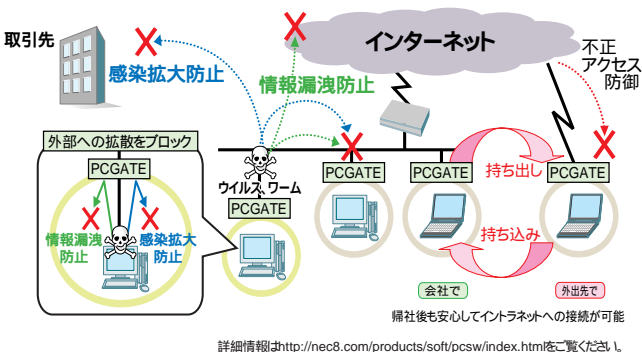 取引先
インターネット
不正
アクセス
防御
感染拡大防止
情報漏洩防止
外部への拡散をブロック
PCGATE
情報漏洩
防止
感染拡大
防止
ウイルス、ワーム
PCGATE
PCGATE
PCGATE
PCGATE
持ち出し
持ち込み
会社で
外出先で
帰社後も安心してイントラネットへの接続が可能
詳細情報はhttp://nec8.com/products/soft/pcsw/index.htmlをご覧ください。